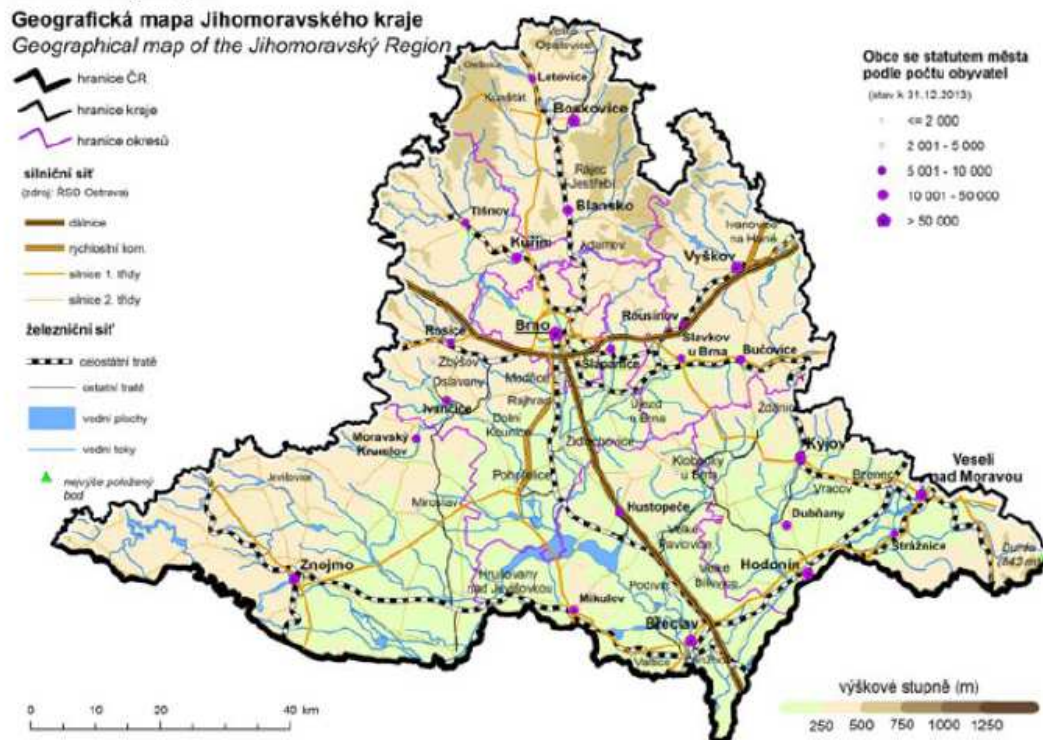 Geografická mapa Jihomoravského kraje
Geographical map of the Jihomoravský Region
hranice ČR
hranice kraje
hranice okresů
silniční síť
(zdroj: ŘSD Ostrava)
dálnice
rychlostní kom.
silnice 1. třídy
silnice 2. třídy
železniční síť
celostátní tratě
ostatní tratě
vodní plochy
vodní toky
nejvýše položený
bod
Obce se statutem města
podle počtu obyvatel
(stav k 31.12.2013)
<= 2 000
2 001 - 5 000
5 001 - 10 000
10 001 - 50 000
> 50 000
Opatovice
Letovice
Kunštát
Boskovice
Rájec
Jestřebí
Blansko
Tišnov
Kuřim
Adamov
Ivanovice
na Hané
Vyškov
Brno
Rousínov
Slavkov
u Brna
Bučovice
Rosice
Zbýšov
Oslavany
Ivančice
Šlapanice
Modřice
Rajhrad
Dolní
Kounice
Újezd
u Brna
Ždánice
Židlochovice
Moravský
Krumlov
Klobouky
u Brna
Kyjov
Bzenec
Vracov
Veselí
nad Moravou
Pohořelice
Jevišovice
Miroslav
Hustopeče
Dubňany
Velké
Pavlovice
Strážnice
Znojmo
Hrušovany
nad Jevišovkou
Podivín
Velké
Bílovice
Hodonín
Mikulov
Břeclav
Valtice
0 10 20 40 km
výškové stupně (m)
250 500 750 1000 1250